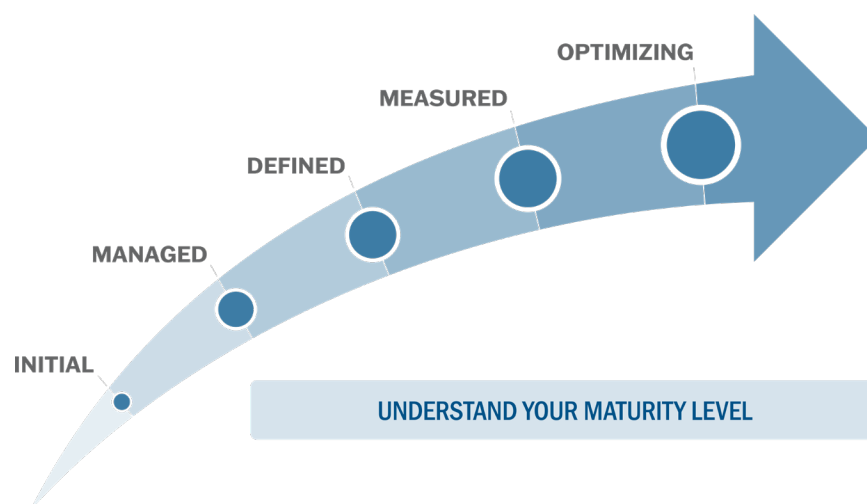 OPTIMIZING
MEASURED
DEFINED
MANAGED
INITIAL
UNDERSTAND YOUR MATURITY LEVEL